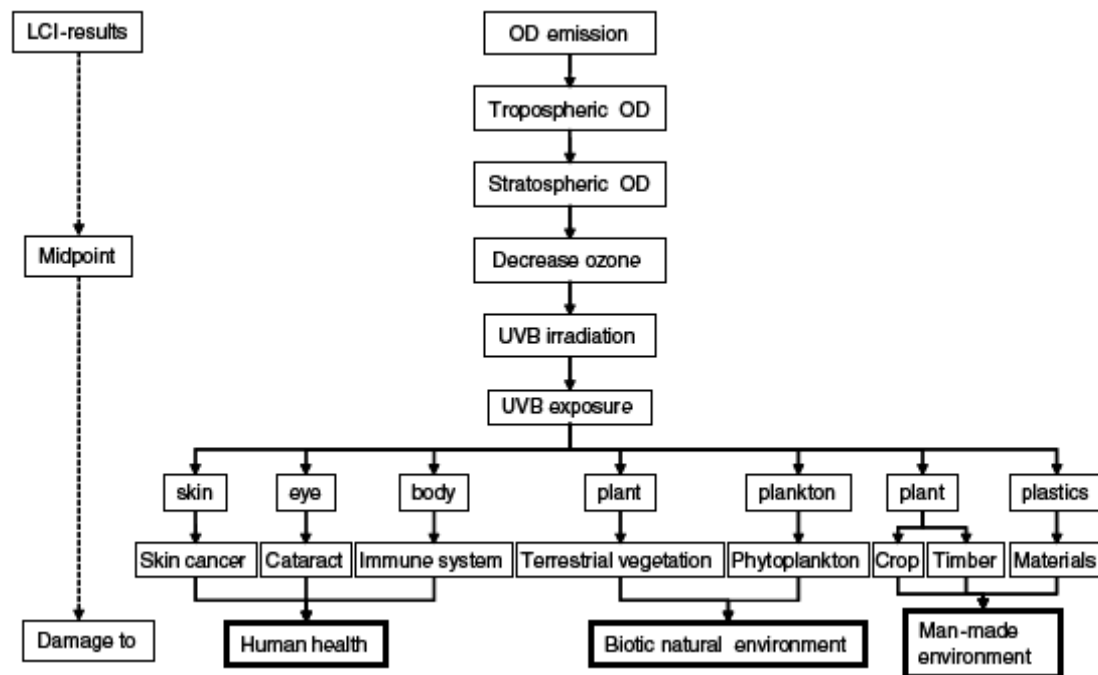 LCI-results
OD emission
Tropospheric OD
Stratospheric OD
Midpoint
Decrease ozone
UVB irradiation
UVB exposure
skin
eye
body
plant
plankton
plant
plastics
Skin cancer
Cataract
Immune system
Terrestrial vegetation
Phytoplankton
Crop
Timber
Materials
Damage to
Human health
Biotic natural environment
Man-made
environment